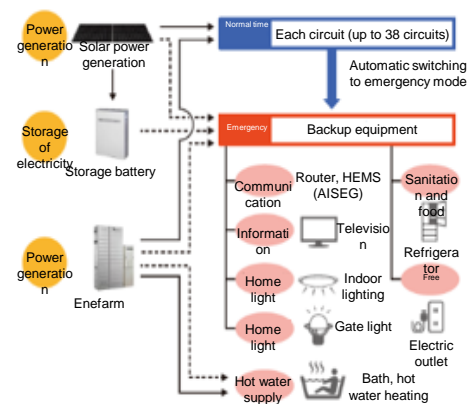 Power
generatio
n
Solar power
generation
Normal time
Each circuit (up to 38 circuits)
Automatic switching
to emergency mode
Storage
of
electricity
Storage battery
Emergency
Backup equipment
Communi
cation
Router, HEMS
(AISEG)
Sanitatio
n and
food
Informati
on
Televisio
n
Refrigera
tor
Free
Power
generatio
n
Enefarm
Home
light
Indoor
lighting
Home
light
Gate light
Electric
outlet
Hot water
supply
Bath, hot
water heating